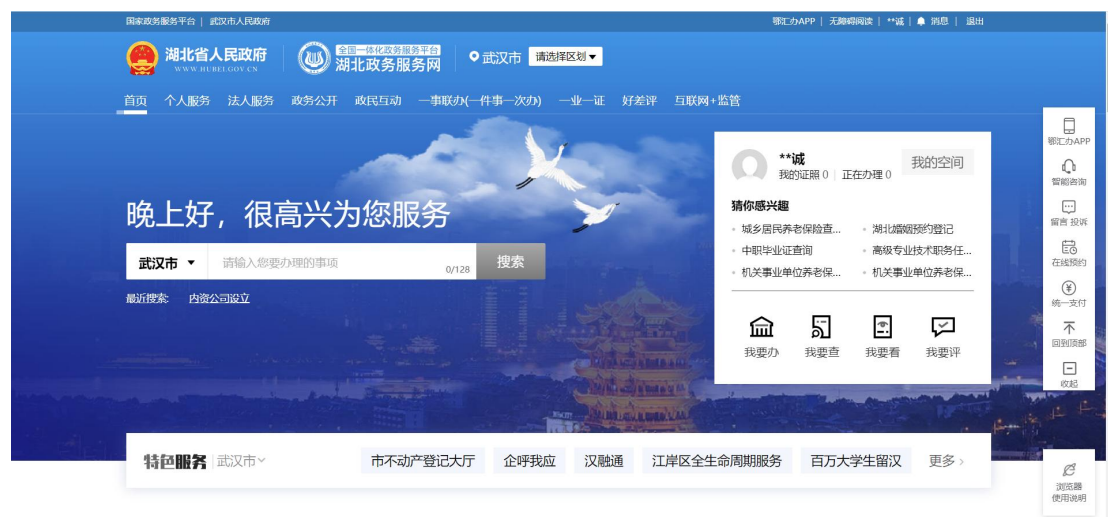 国家政务服务平台 | 武汉市人民政府
鄂汇办APP | 无障碍阅读 | **诚 | 消息 | 退出
湖北省人民政府
WWW.HUBEI.GOV.CN
全国一体化政务服务平台
湖北政务服务网
武汉市 请选择区划
首页 个人服务 法人服务 政务公开 政民互动 一事联办(一件事一次办) 一业一证 好差评 互联网+监管
**诚
我的证照 0 | 正在办理 0
我的空间
猜你感兴趣
城乡居民养老保险查... 湖北婚姻预约登记
中职毕业证查询 高级专业技术职务任...
机关事业单位养老保... 机关事业单位养老保...
我要办 我要查 我要看 我要评
晚上好，很高兴为您服务
武汉市 请输入您要办理的事项 0/128 搜索
最近搜索: 内资公司设立
特色服务 武汉市
市不动产登记大厅 企呼我应 汉融通 江岸区全生命周期服务 百万大学生留汉 更多
鄂汇办APP
智能咨询
留言 投诉
在线预约
统一支付
回到顶部
收起
浏览器
使用说明